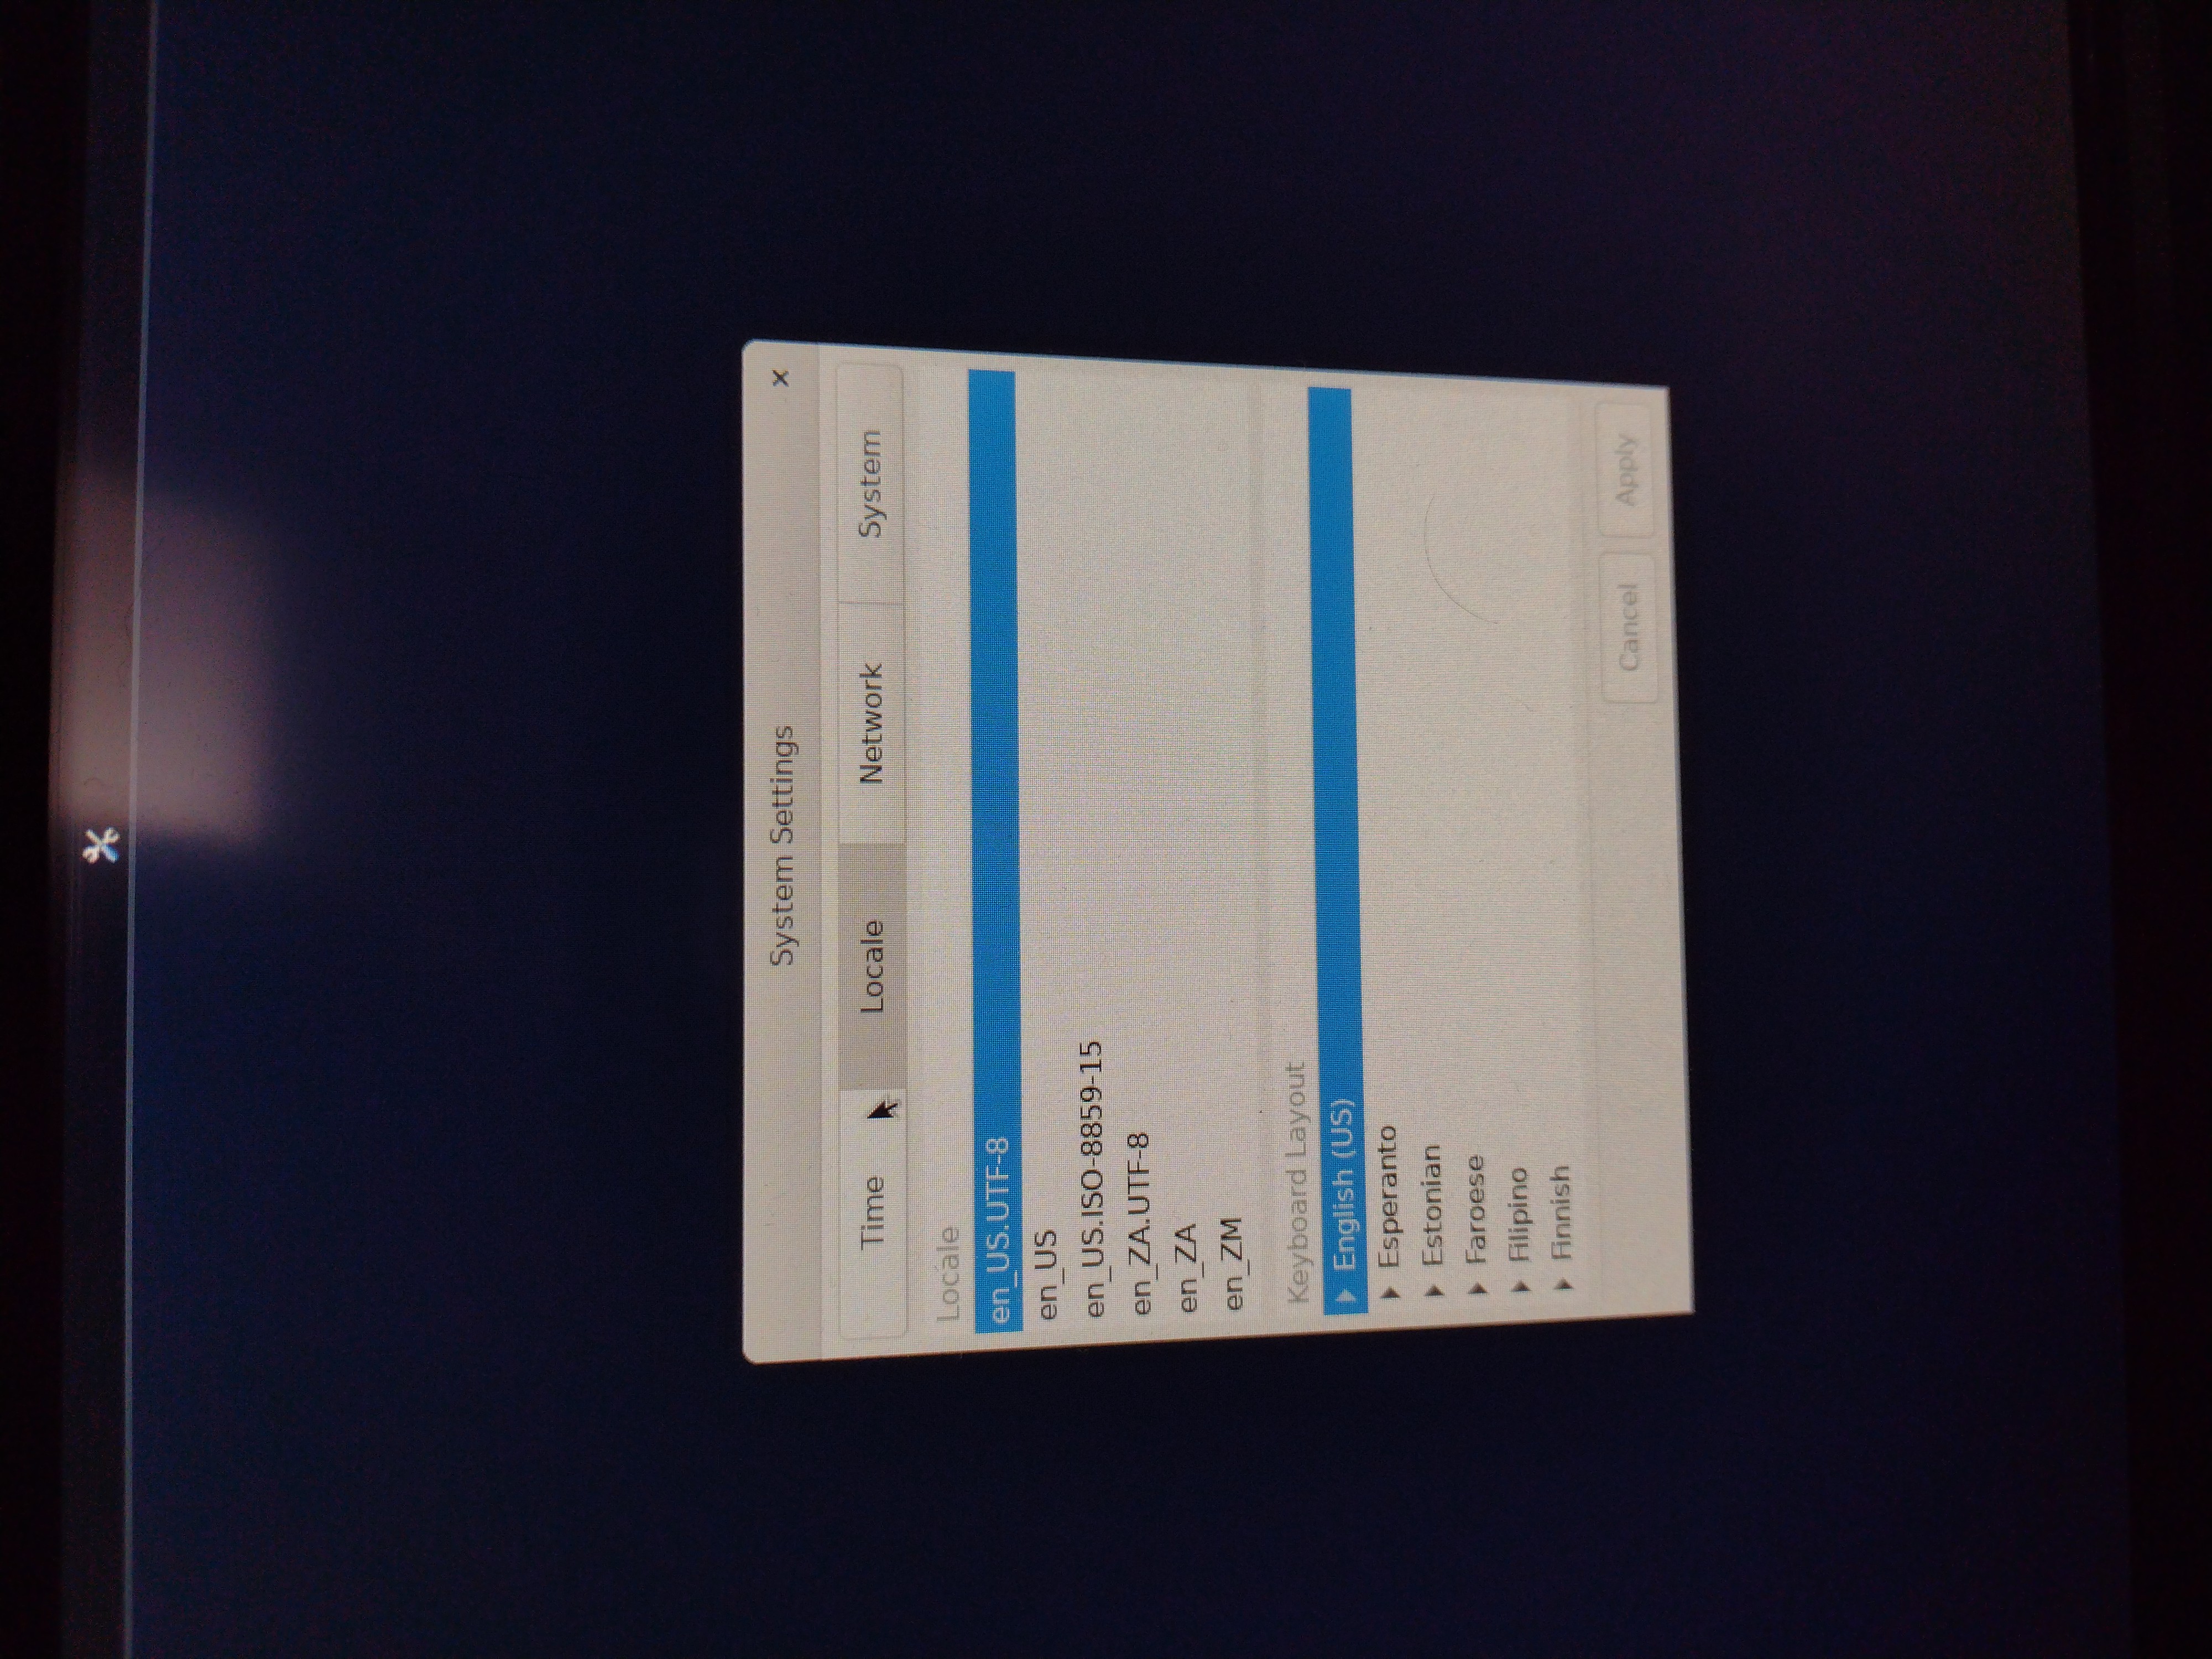 System Settings
Time Locale Network System
Locale
en_US.UTF-8
en_US
en_US.ISO-8859-15
en_ZA.UTF-8
en_ZA
en_ZM
Keyboard Layout
English (US)
Esperanto
Estonian
Faroese
Filipino
Finnish
Cancel Apply